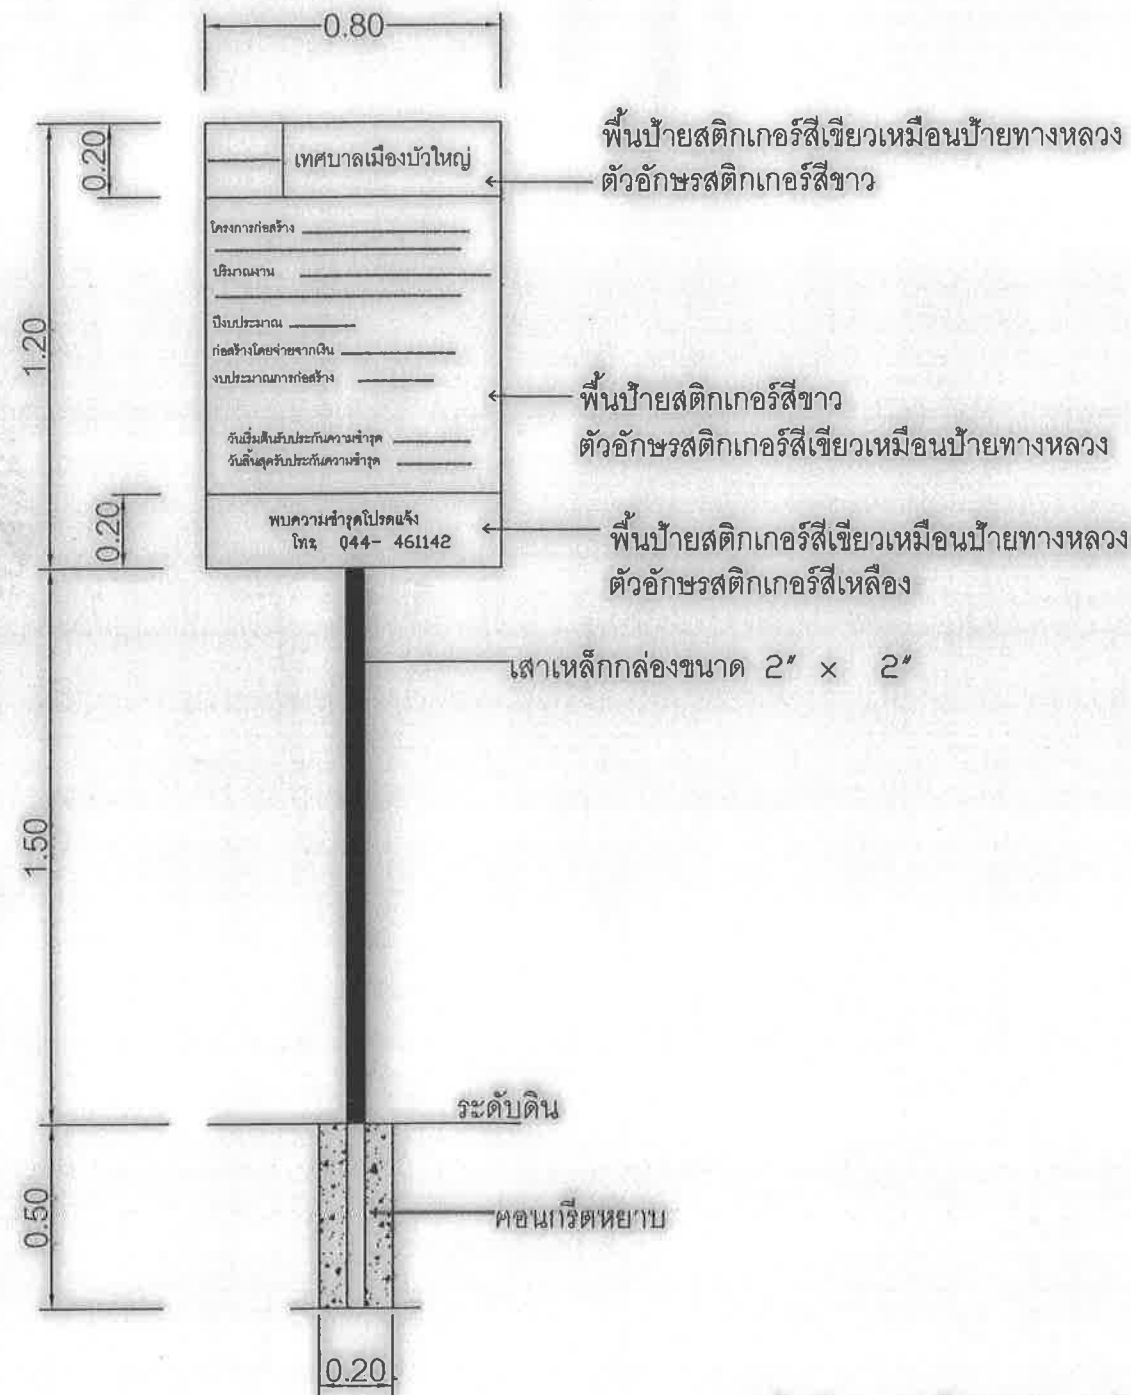 0.80
0.20
เทศบาลเมืองบัวใหญ่
พื้นป้ายสติกเกอร์สีเขียวเหมือนป้ายทางหลวง
ตัวอักษรสติกเกอร์สีขาว
โครงการก่อสร้าง
ปริมาณงาน
ปีงบประมาณ
ก่อสร้างโดยจ่ายจากเงิน
งบประมาณการก่อสร้าง
1.20
พื้นป้ายสติกเกอร์สีขาว
ตัวอักษรสติกเกอร์สีเขียวเหมือนป้ายทางหลวง
วันเริ่มต้นรับประกันความชำรุด
วันสิ้นสุดรับประกันความชำรุด
0.20
พบความชำรุดโปรดแจ้ง
โทร 044- 461142
พื้นป้ายสติกเกอร์สีเขียวเหมือนป้ายทางหลวง
ตัวอักษรสติกเกอร์สีเหลือง
เสาเหล็กกล่องขนาด 2" x 2"
1.50
ระดับดิน
0.50
คอนกรีตหยาบ
0.20